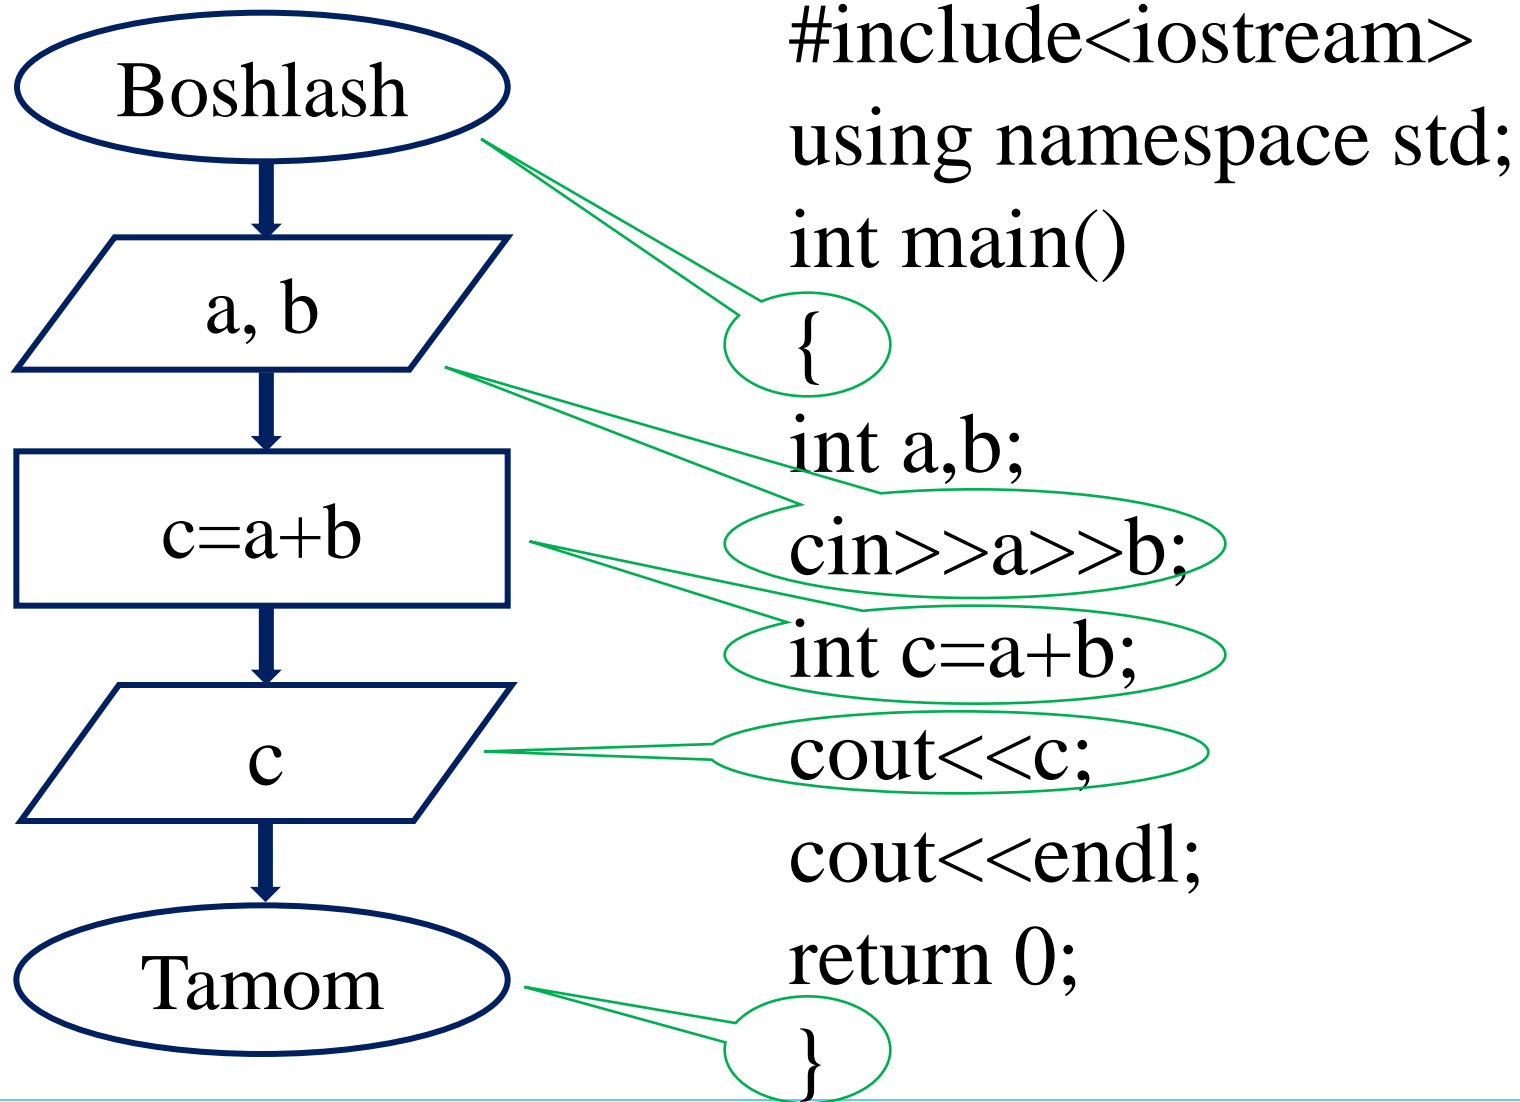 Boshlash
a, b
c=a+b
c
Tamom
#include<iostream>
using namespace std;
int main()
{
int a,b;
cin>>a>>b;
int c=a+b;
cout<<c;
cout<<endl;
return 0;
}